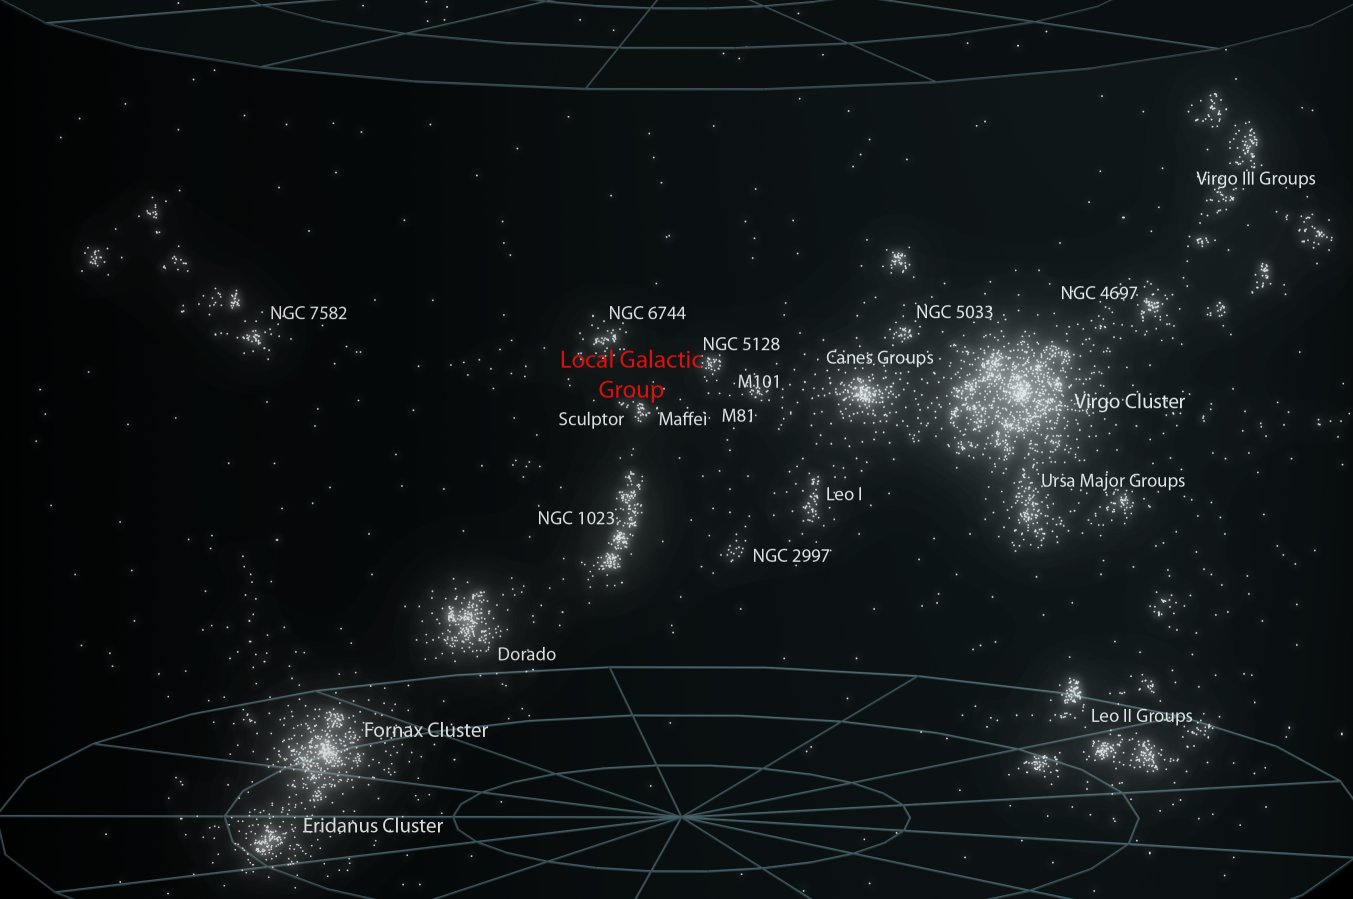 Virgo III Groups
NGC 4697
NGC 7582
NGC 6744
NGC 5033
NGC 5128
Canes Groups
Local Galactic
Group
M101
Virgo Cluster
Sculptor
Maffei
M81
Ursa Major Groups
Leo I
NGC 1023
NGC 2997
Dorado
Leo II Groups
Fornax Cluster
Eridanus Cluster